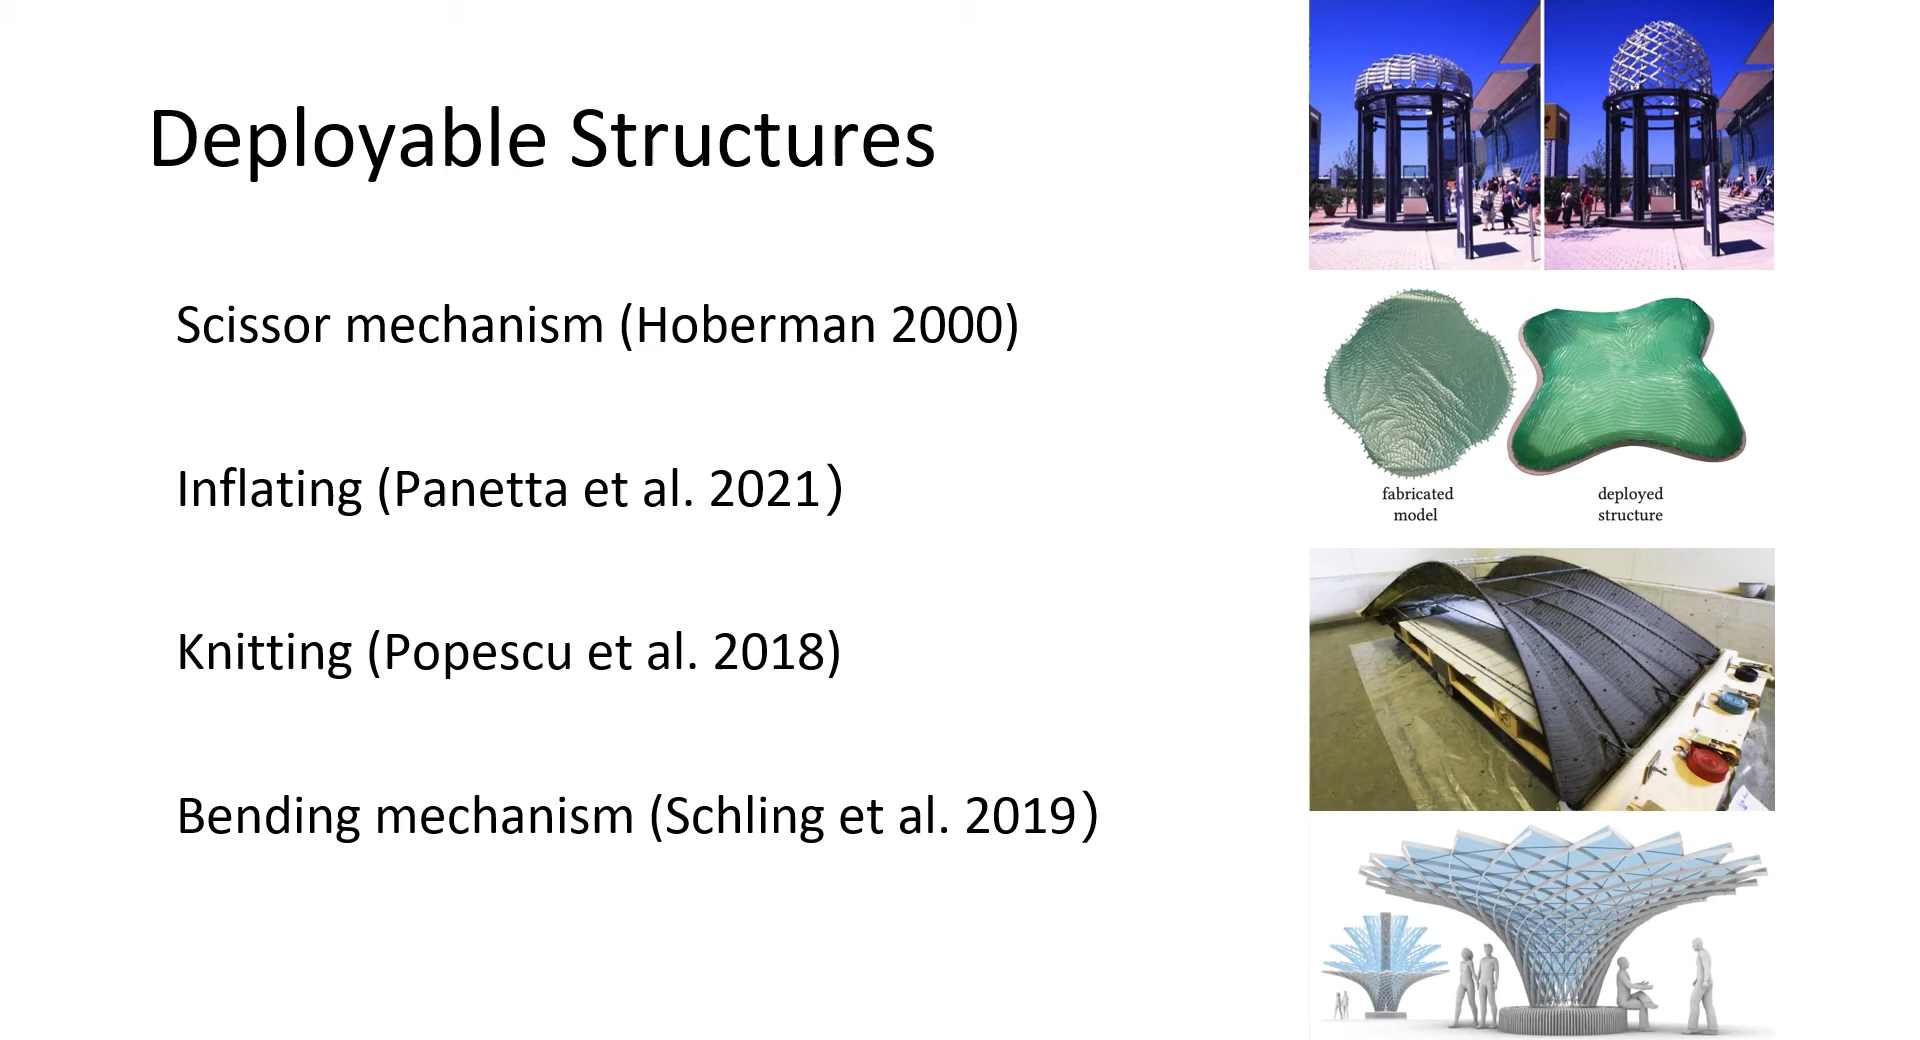 Deployable Structures
Scissor mechanism (Hoberman 2000)
Inflating (Panetta et al. 2021)
fabricated
model
deployed
structure
Knitting (Popescu et al. 2018)
Bending mechanism (Schling et al. 2019)